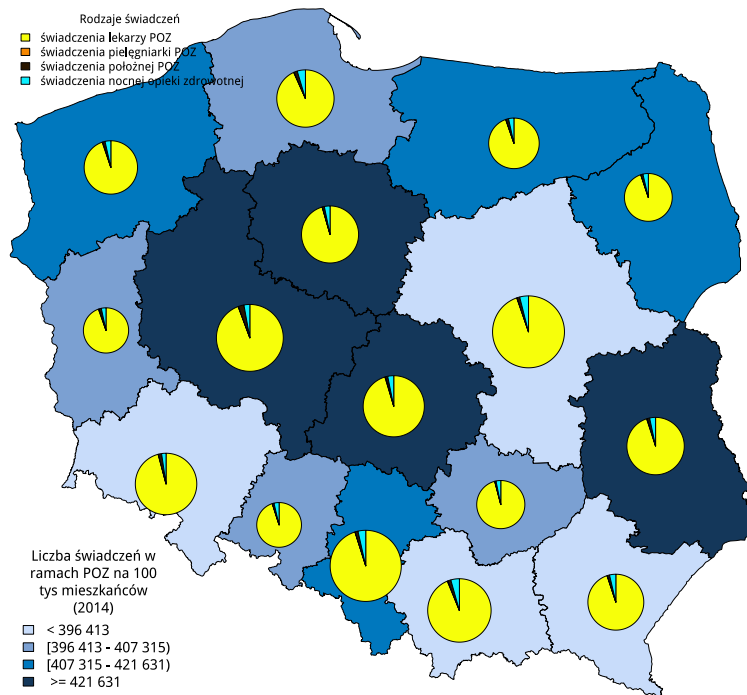 Rodzaje świadczeń
świadczenia lekarzy POZ
świadczenia pielęgniarki POZ
świadczenia położnej POZ
świadczenia nocnej opieki zdrowotnej
Liczba świadczeń w
ramach POZ na 100
tys mieszkańców
(2014)
< 396 413
[396 413 - 407 315)
[407 315 - 421 631)
>= 421 631